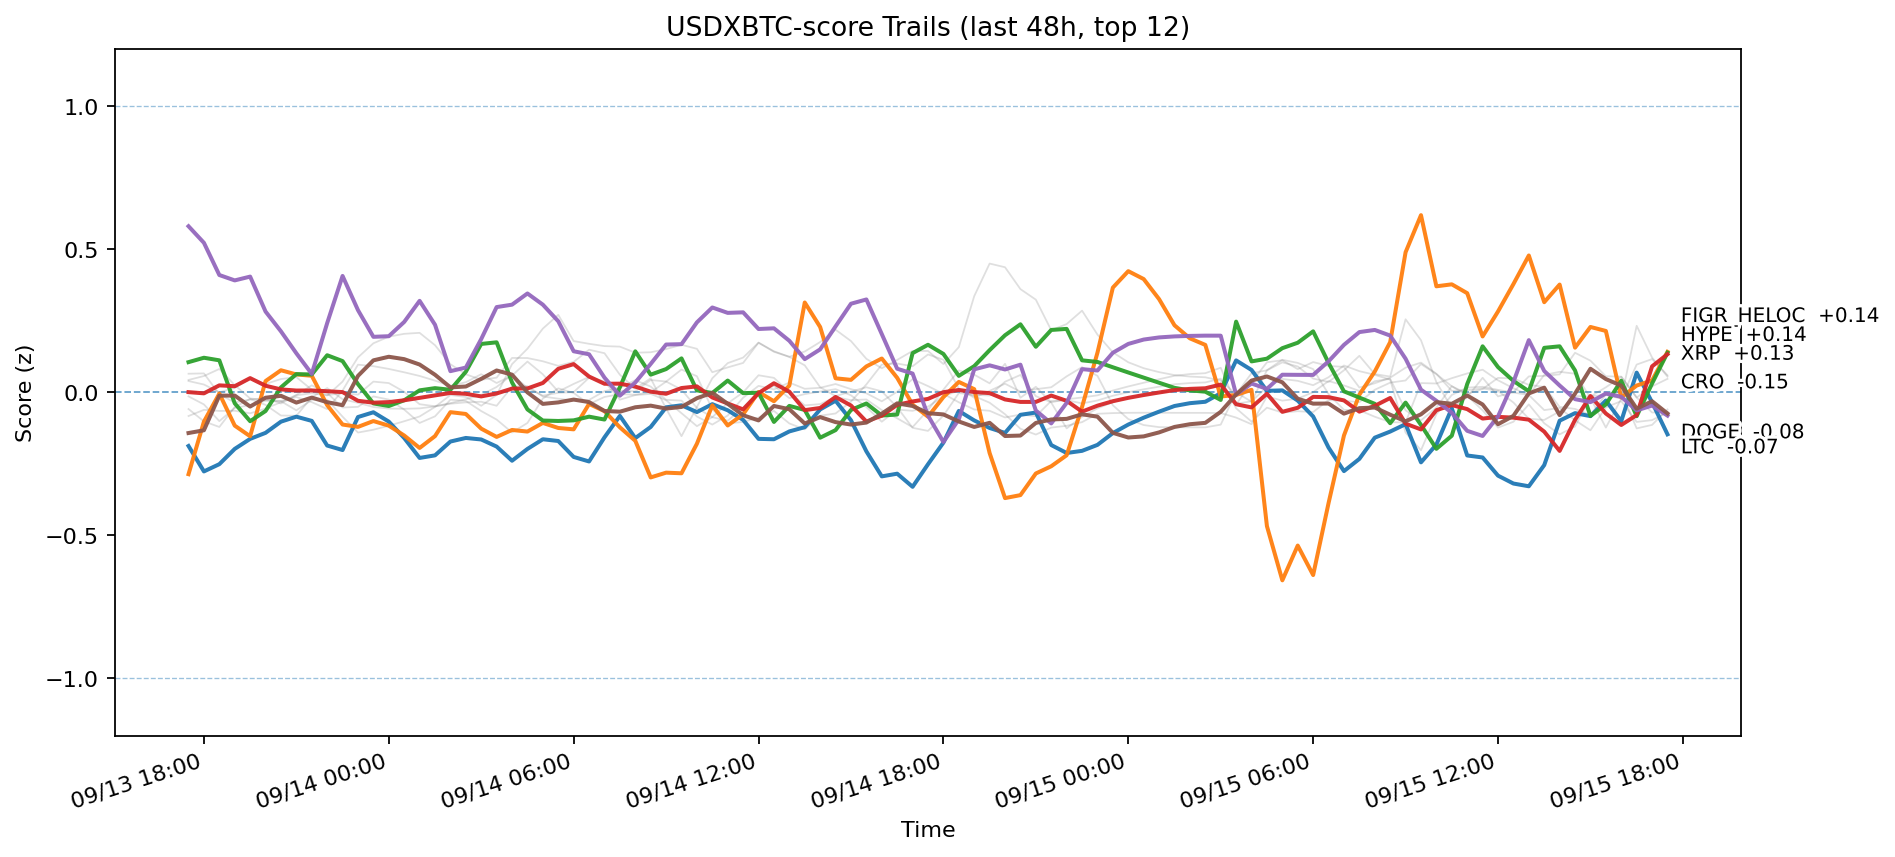 USDXBTC-score Trails (last 48h, top 12)
Score (z)
1.0
0.5
0.0
−0.5
−1.0
FIGR_HELOC +0.14
HYPE +0.14
XRP +0.13
CRO -0.15
DOGE -0.08
LTC -0.07
09/13 18:00
09/14 00:00
09/14 06:00
09/14 12:00
09/14 18:00
09/15 00:00
09/15 06:00
09/15 12:00
09/15 18:00
Time